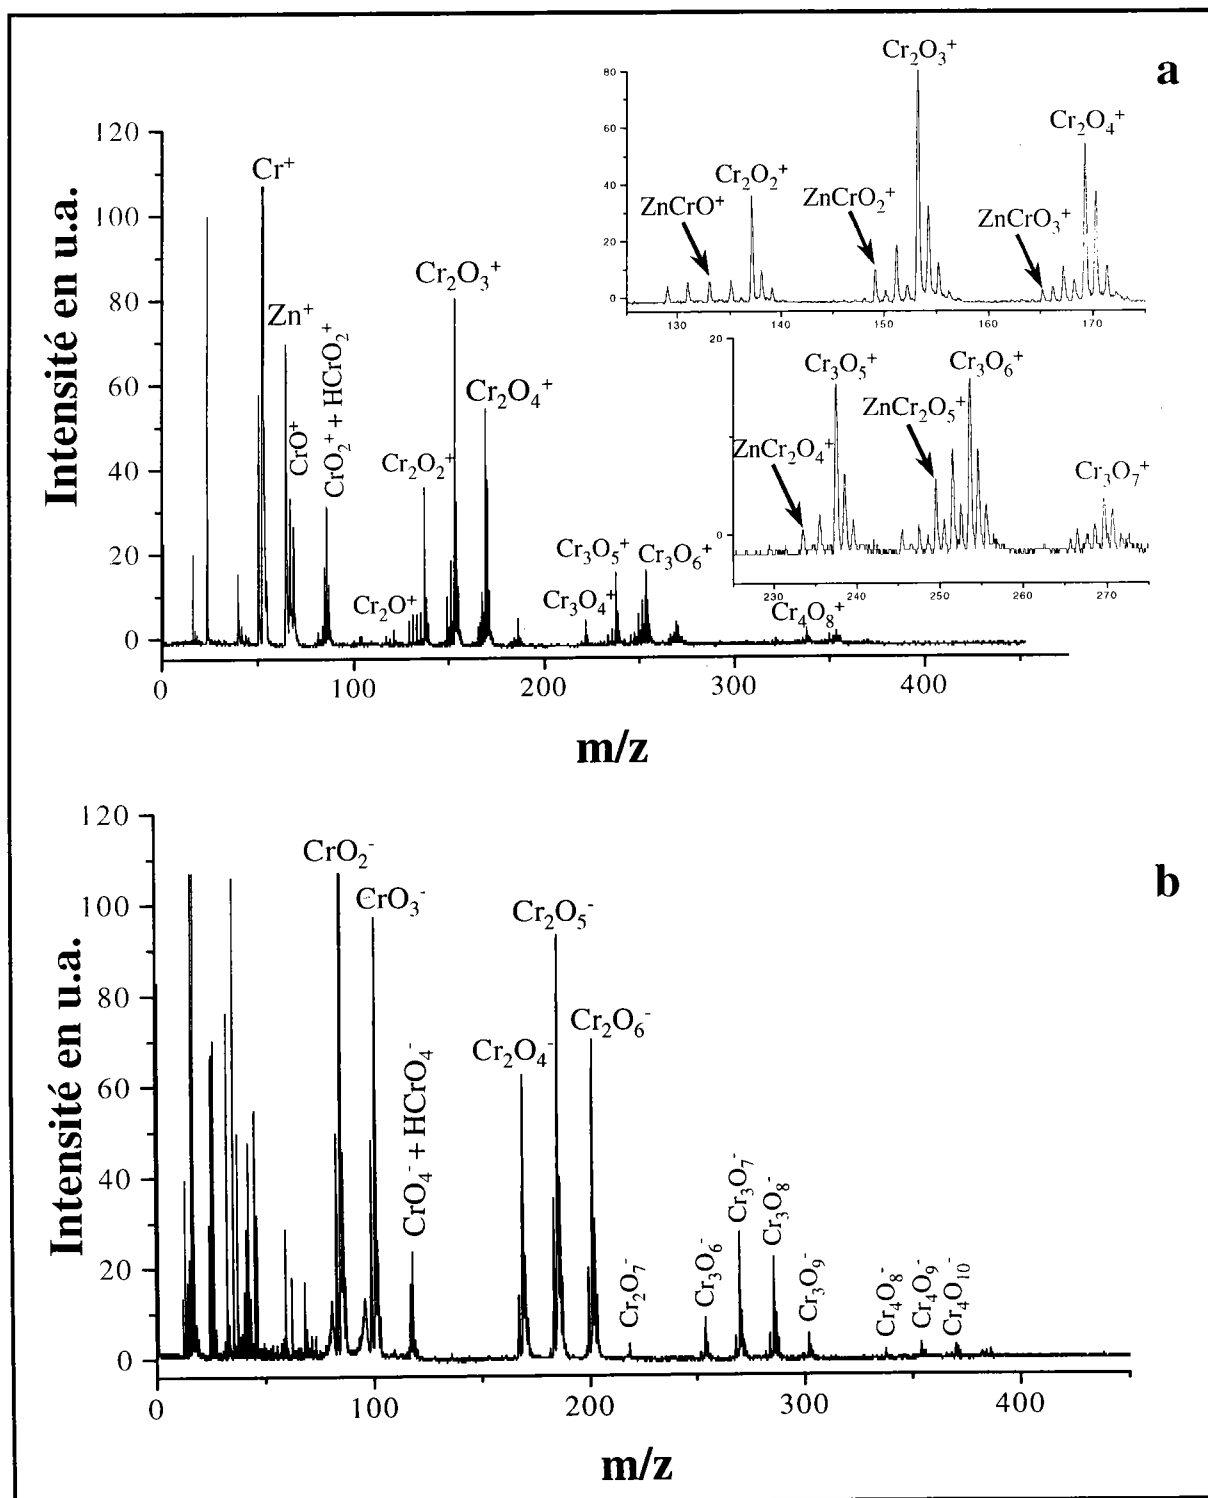 a
Cr₂O₃⁺
80
Cr₂O₄⁺
60
Cr₂O₂⁺
ZnCrO₂⁺
ZnCrO⁺
40
ZnCrO₃⁺
20
0
130 140 150 160 170
20
Cr₃O₅⁺ Cr₃O₆⁺
ZnCr₂O₅⁺
ZnCr₂O₄⁺
Cr₃O₇⁺
0
230 240 250 260 270
Intensité en u.a.
120
100
80
60
40
20
0
Cr⁺
Zn⁺
CrO⁺
CrO₂⁺ + HCrO₂⁺
Cr₂O⁺
Cr₂O₂⁺
Cr₂O₃⁺
Cr₂O₄⁺
Cr₃O₄⁺
Cr₃O₅⁺
Cr₃O₆⁺
Cr₄O₈⁺
0 100 200 300 400
m/z
b
Intensité en u.a.
120
100
80
60
40
20
0
CrO₂⁻
CrO₃⁻
CrO₄⁻ + HCrO₄⁻
Cr₂O₄⁻
Cr₂O₅⁻
Cr₂O₆⁻
Cr₂O₇⁻
Cr₃O₆⁻
Cr₃O₇⁻
Cr₃O₈⁻
Cr₃O₉⁻
Cr₄O₈⁻
Cr₄O₉⁻
Cr₄O₁₀⁻
0 100 200 300 400
m/z